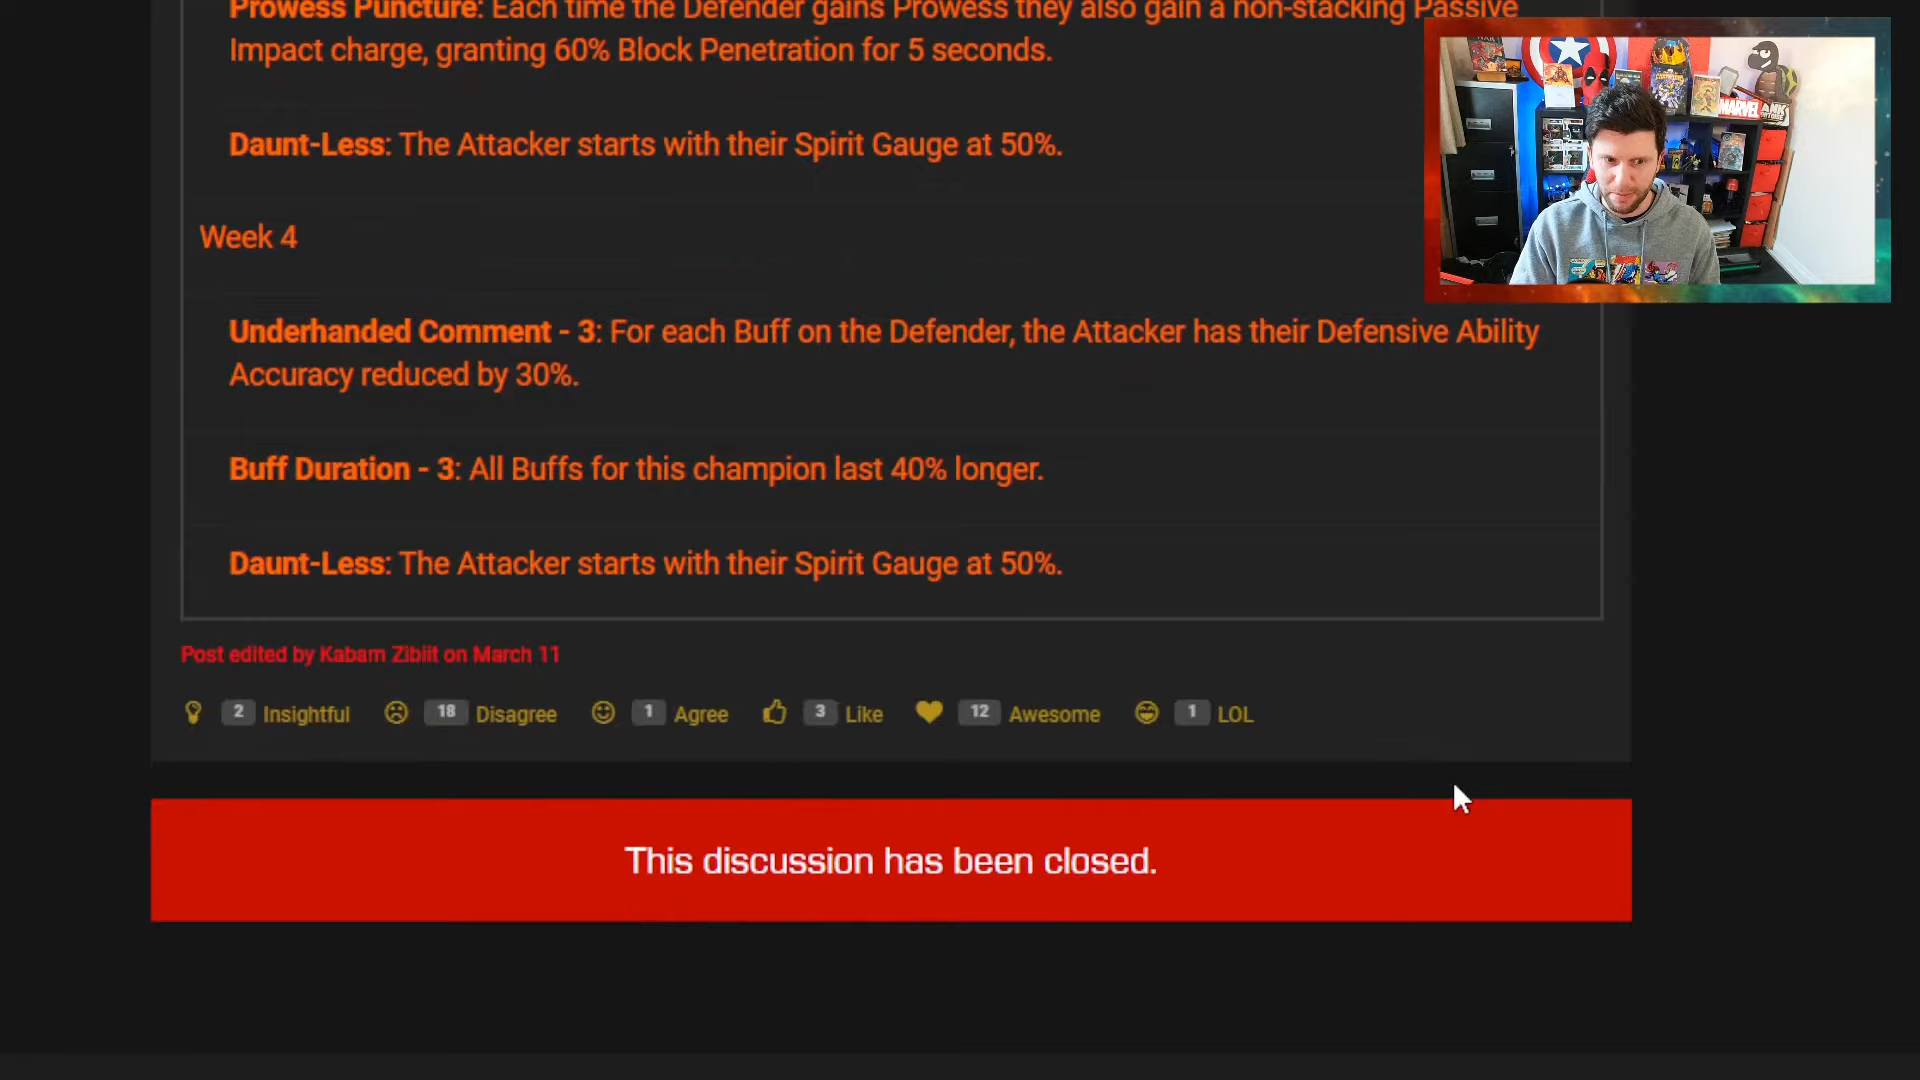 Prowess Puncture: Each time the Defender gains Prowess they also gain a non-stacking Passive
Impact charge, granting 60% Block Penetration for 5 seconds.
Daunt-Less: The Attacker starts with their Spirit Gauge at 50%.
Week 4
Underhanded Comment - 3: For each Buff on the Defender, the Attacker has their Defensive Ability
Accuracy reduced by 30%.
Buff Duration - 3: All Buffs for this champion last 40% longer.
Daunt-Less: The Attacker starts with their Spirit Gauge at 50%.
Post edited by Kabam Zibiit on March 11
2 Insightful 18 Disagree 1 Agree 3 Like 12 Awesome 1 LOL
This discussion has been closed.
MARVEL